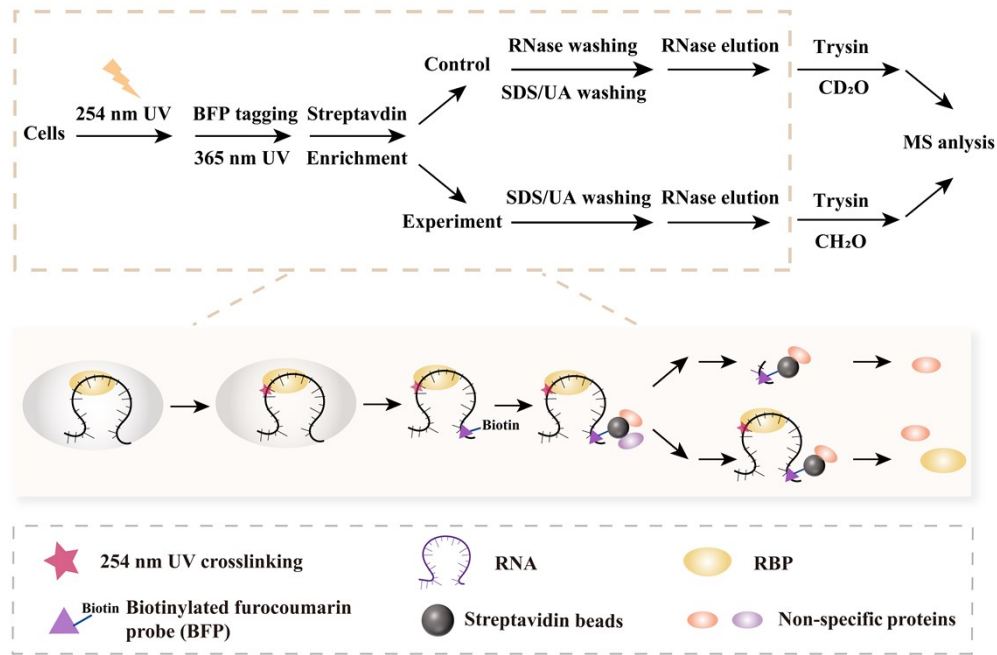 RNase washing
RNase elution
Trysin
Control
SDS/UA washing
CD₂O
254 nm UV
BFP tagging
Streptavdin
Cells
MS anlysis
365 nm UV
Enrichment
SDS/UA washing
RNase elution
Trysin
Experiment
CH₂O
Biotin
254 nm UV crosslinking
RNA
RBP
Biotin
Biotinylated furocoumarin
probe (BFP)
Streptavidin beads
Non-specific proteins